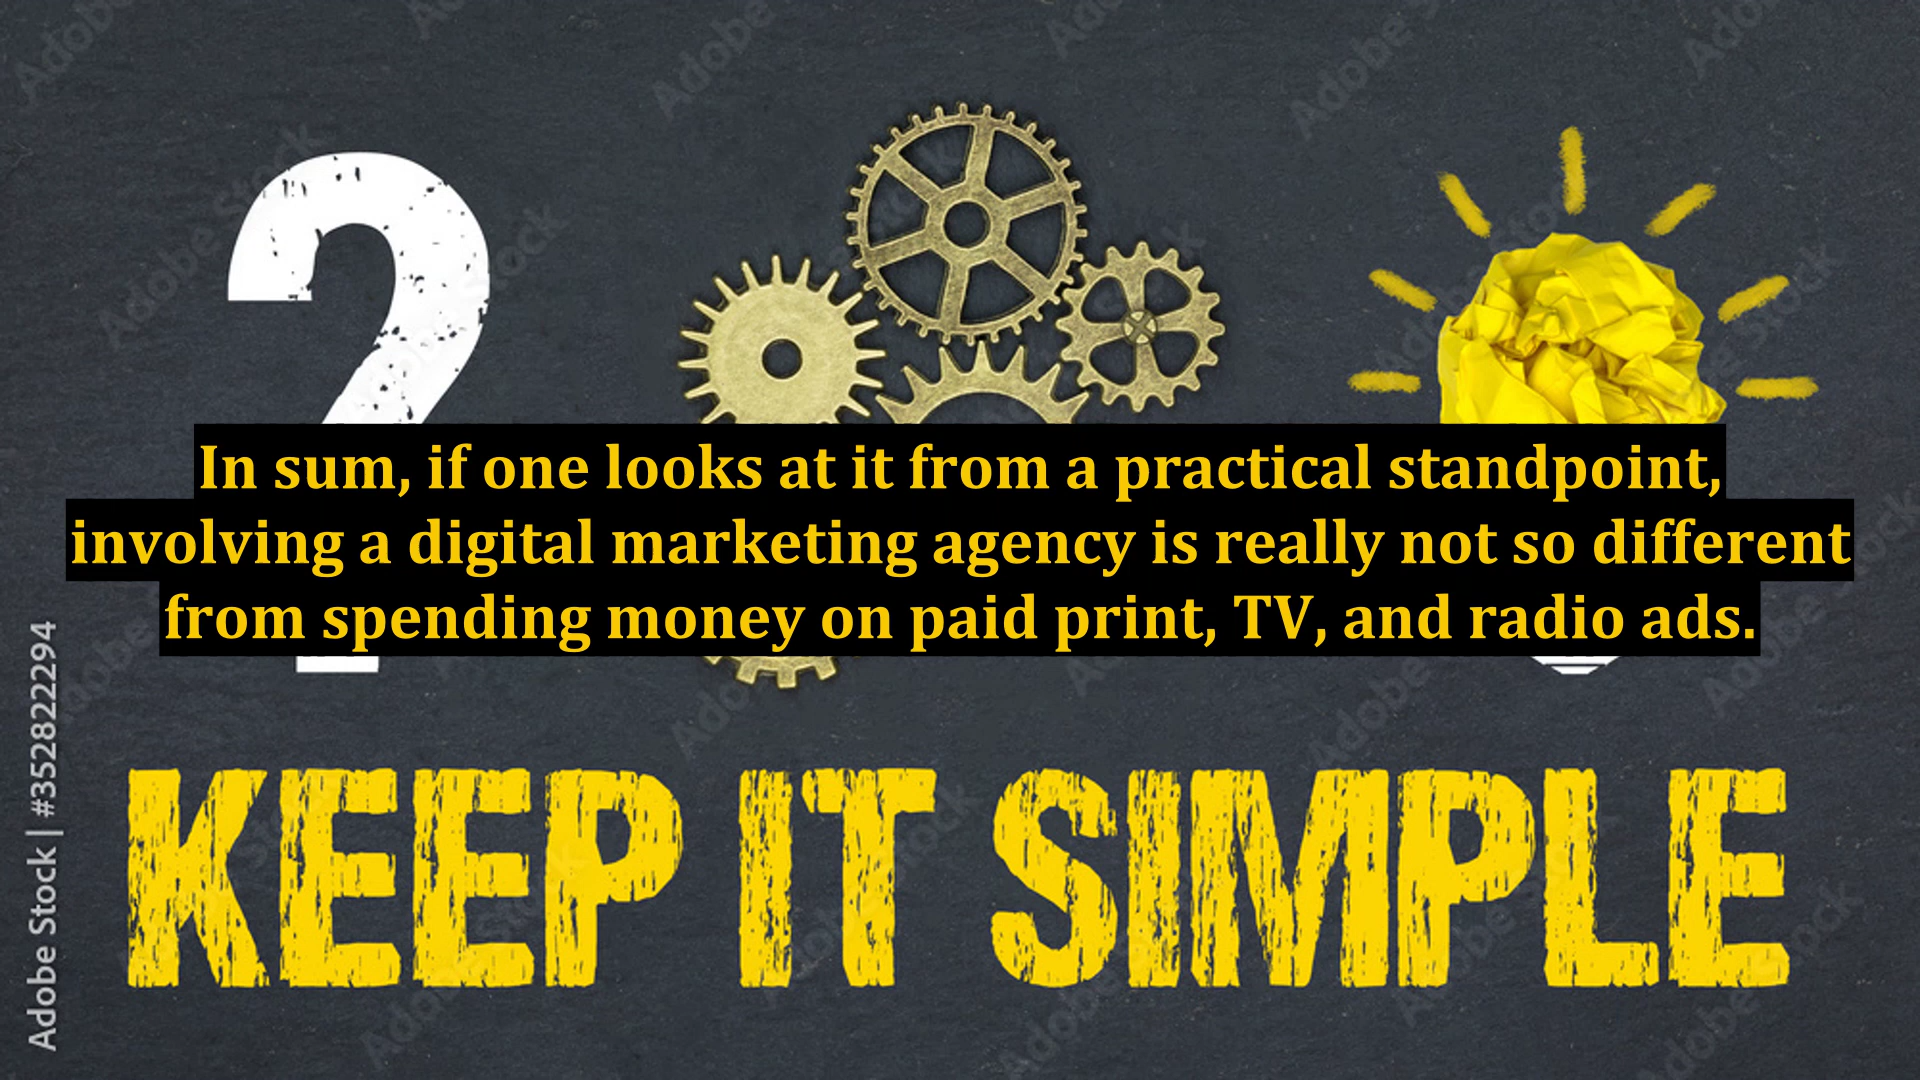 In sum, if one looks at it from a practical standpoint,
involving a digital marketing agency is really not so different
from spending money on paid print, TV, and radio ads.
KEEP IT SIMPLE
Adobe Stock | #352822294